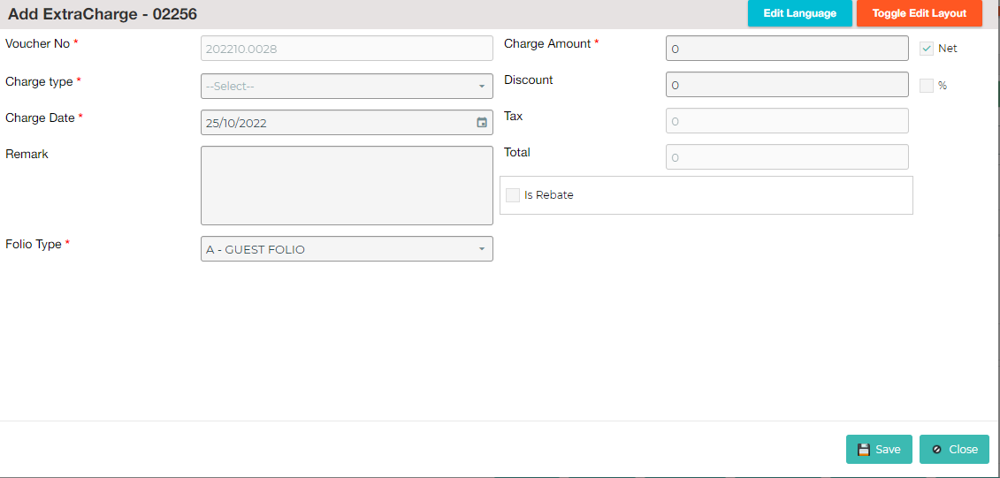 Add ExtraCharge - 02256
Edit Language
Toggle Edit Layout
Voucher No *
202210.0028
Charge type *
--Select--
Charge Date *
25/10/2022
Remark
Folio Type *
A - GUEST FOLIO
Charge Amount *
0
Net
Discount
0
%
Tax
0
Total
0
Is Rebate
Save
Close